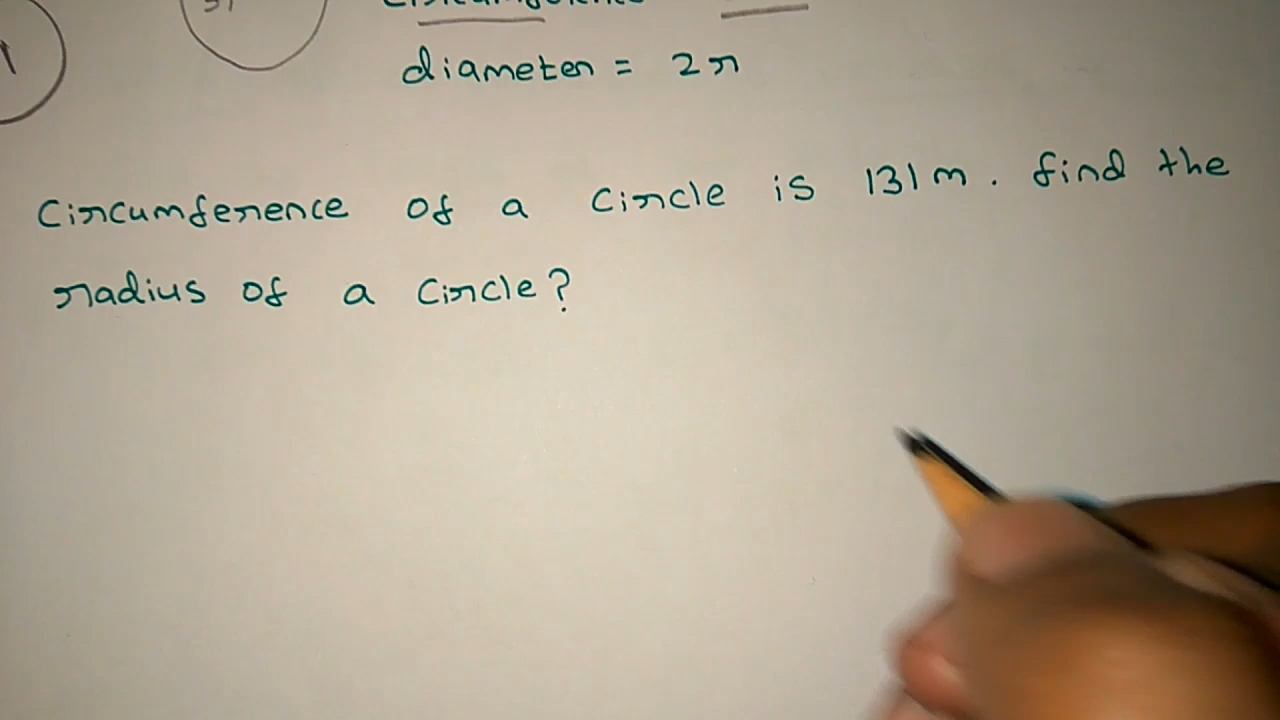 diameter = 2r
Circumference of a Circle is 131m. find the
radius of a Circle?